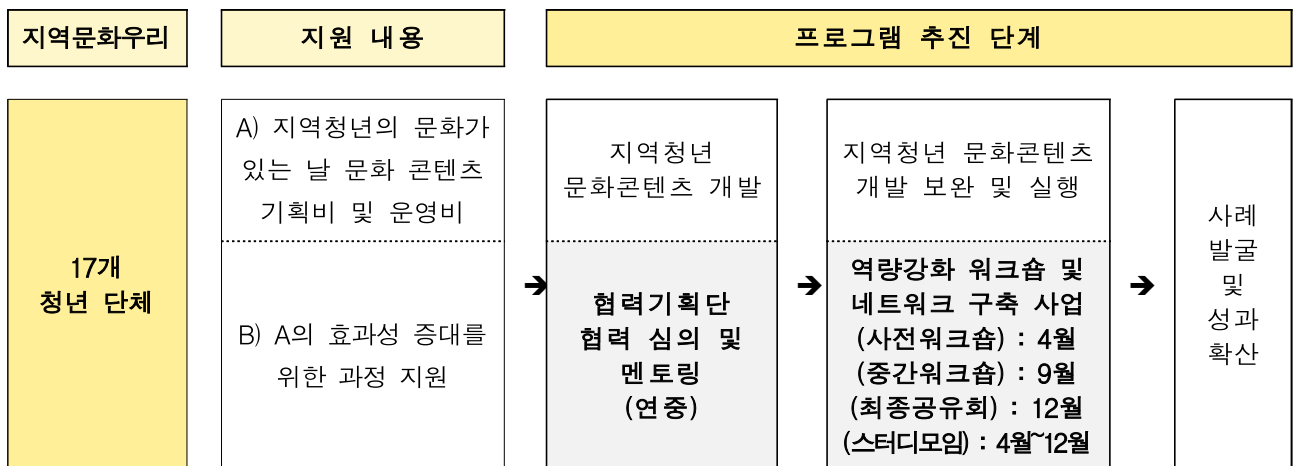 지역문화우리
지원 내용
프로그램 추진 단계
17개
청년 단체
A) 지역청년의 문화가
있는 날 문화 콘텐츠
기획비 및 운영비
B) A의 효과성 증대를
위한 과정 지원
➔
지역청년
문화콘텐츠 개발
협력기획단
협력 심의 및
멘토링
(연중)
➔
지역청년 문화콘텐츠
개발 보완 및 실행
역량강화 워크숍 및
네트워크 구축 사업
(사전워크숍) : 4월
(중간워크숍) : 9월
(최종공유회) : 12월
(스터디모임) : 4월~12월
➔
사례
발굴
및
성과
확산